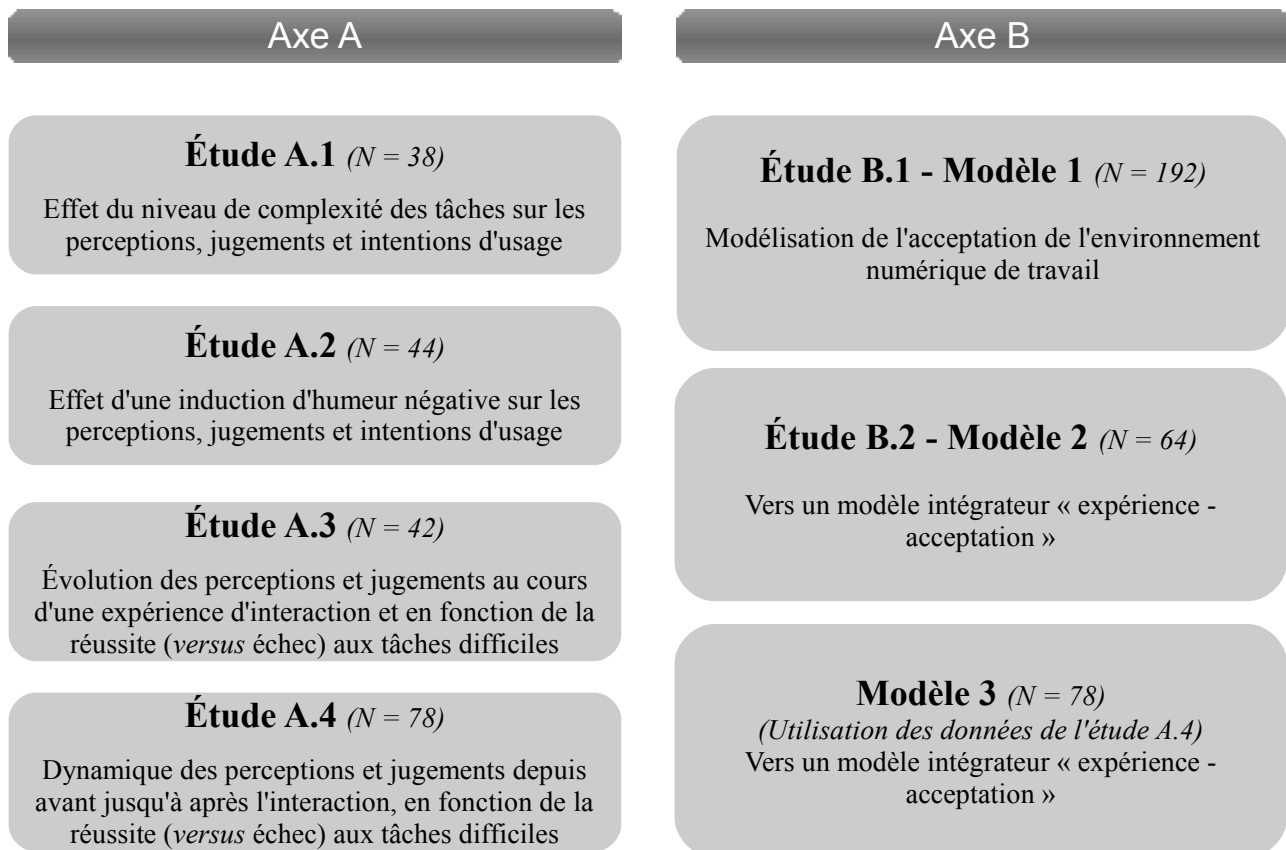 Axe A
Étude A.1 (N = 38)
Effet du niveau de complexité des tâches sur les
perceptions, jugements et intentions d'usage
Étude A.2 (N = 44)
Effet d'une induction d'humeur négative sur les
perceptions, jugements et intentions d'usage
Étude A.3 (N = 42)
Évolution des perceptions et jugements au cours
d'une expérience d'interaction et en fonction de la
réussite (versus échec) aux tâches difficiles
Étude A.4 (N = 78)
Dynamique des perceptions et jugements depuis
avant jusqu'à après l'interaction, en fonction de la
réussite (versus échec) aux tâches difficiles
Axe B
Étude B.1 - Modèle 1 (N = 192)
Modélisation de l'acceptation de l'environnement
numérique de travail
Étude B.2 - Modèle 2 (N = 64)
Vers un modèle intégrateur « expérience -
acceptation »
Modèle 3 (N = 78)
(Utilisation des données de l'étude A.4)
Vers un modèle intégrateur « expérience -
acceptation »